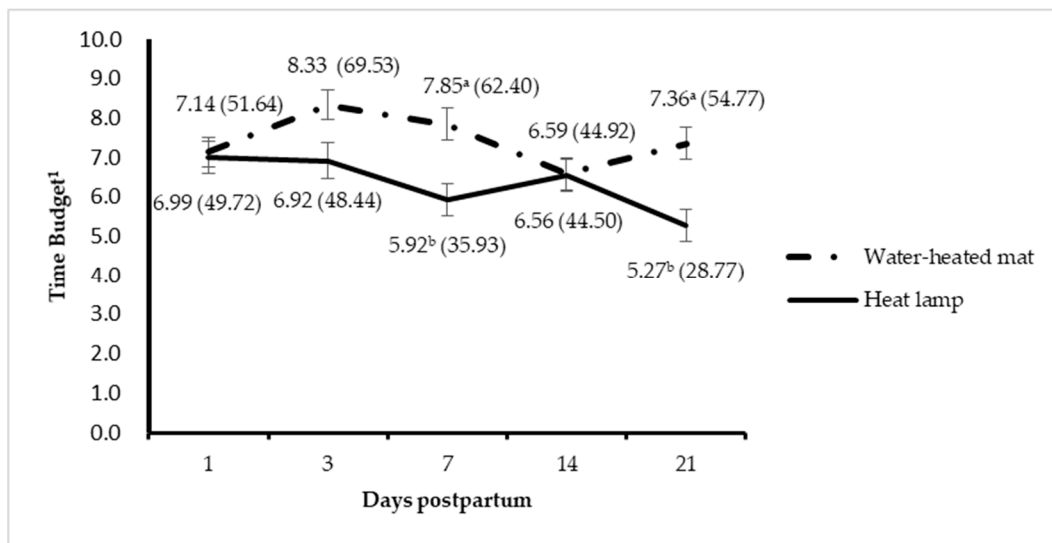 10.0
9.0
8.0
7.0
6.0
5.0
4.0
3.0
2.0
1.0
0.0
Time Budget¹
7.14 (51.64)
8.33 (69.53)
7.85ᵃ (62.40)
6.59 (44.92)
7.36ᵃ (54.77)
6.99 (49.72)
6.92 (48.44)
5.92ᵇ (35.93)
6.56 (44.50)
5.27ᵇ (28.77)
1 3 7 14 21
Days postpartum
Water-heated mat
Heat lamp